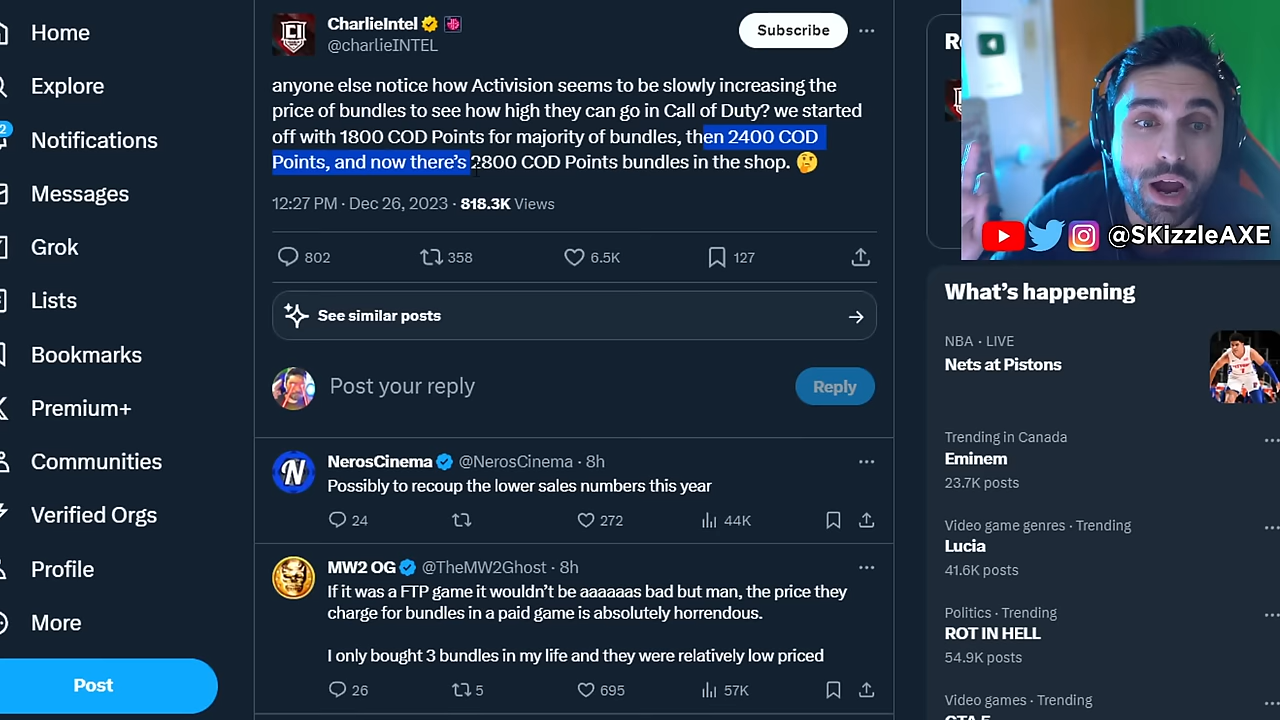 Home
Explore
Notifications
Messages
Grok
Lists
Bookmarks
Premium+
Communities
Verified Orgs
Profile
More
Post
2
CharlieIntel
@charlieINTEL
Subscribe
anyone else notice how Activision seems to be slowly increasing the
price of bundles to see how high they can go in Call of Duty? we started
off with 1800 COD Points for majority of bundles, then 2400 COD
Points, and now there's 2800 COD Points bundles in the shop. 🤔
12:27 PM · Dec 26, 2023 · 818.3K Views
802 358 6.5K 127
See similar posts
Post your reply
Reply
NerosCinema @NerosCinema · 8h
Possibly to recoup the lower sales numbers this year
24 272 44K
MW2 OG @TheMW2Ghost · 8h
If it was a FTP game it wouldn't be aaaaaas bad but man, the price they
charge for bundles in a paid game is absolutely horrendous.
I only bought 3 bundles in my life and they were relatively low priced
26 5 695 57K
@SKizzleAXE
What's happening
NBA · LIVE
Nets at Pistons
Trending in Canada
Eminem
23.7K posts
Video game genres · Trending
Lucia
41.6K posts
Politics · Trending
ROT IN HELL
54.9K posts
Video games · Trending